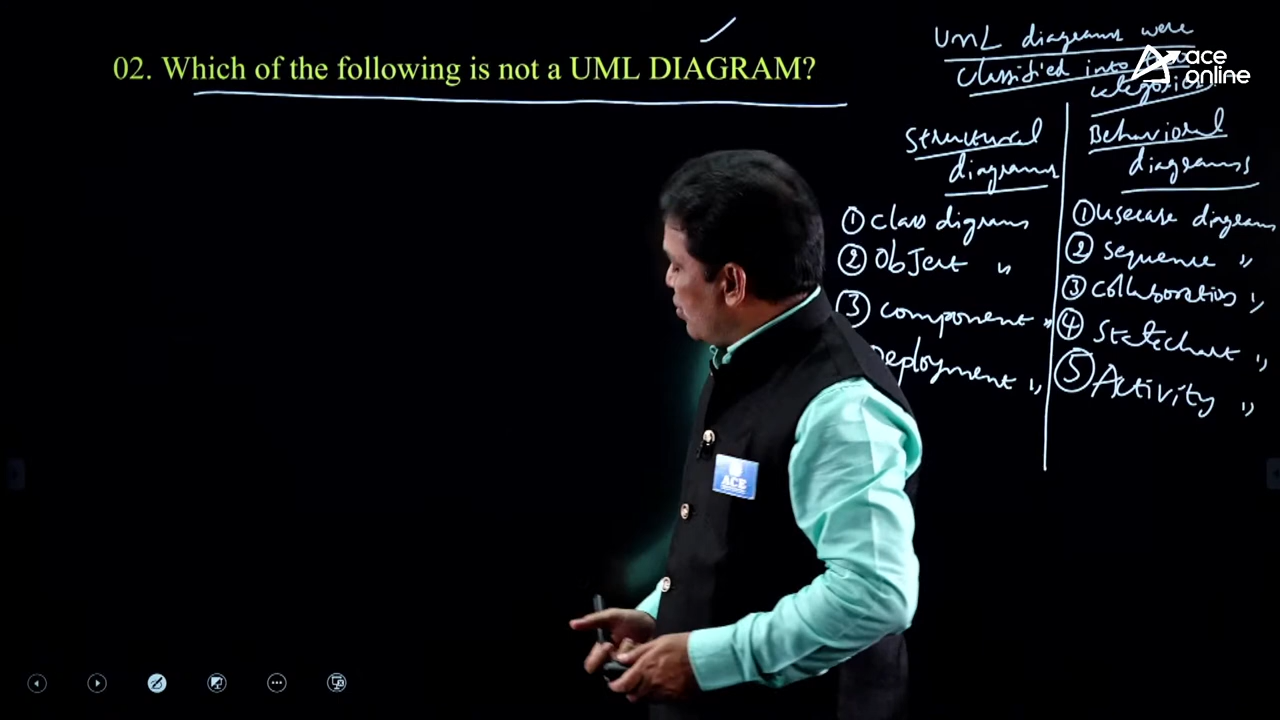 02. Which of the following is not a UML DIAGRAM?
UML diagrams were
classified into
categories
ace
online
Structural
diagrams
① class digrams
② Object "
③ component "
Deployment "
Behavioral
diagrams
① usecase diagrams
② sequence "
③ collaboration "
④ statechart "
⑤ Activity "
ACE